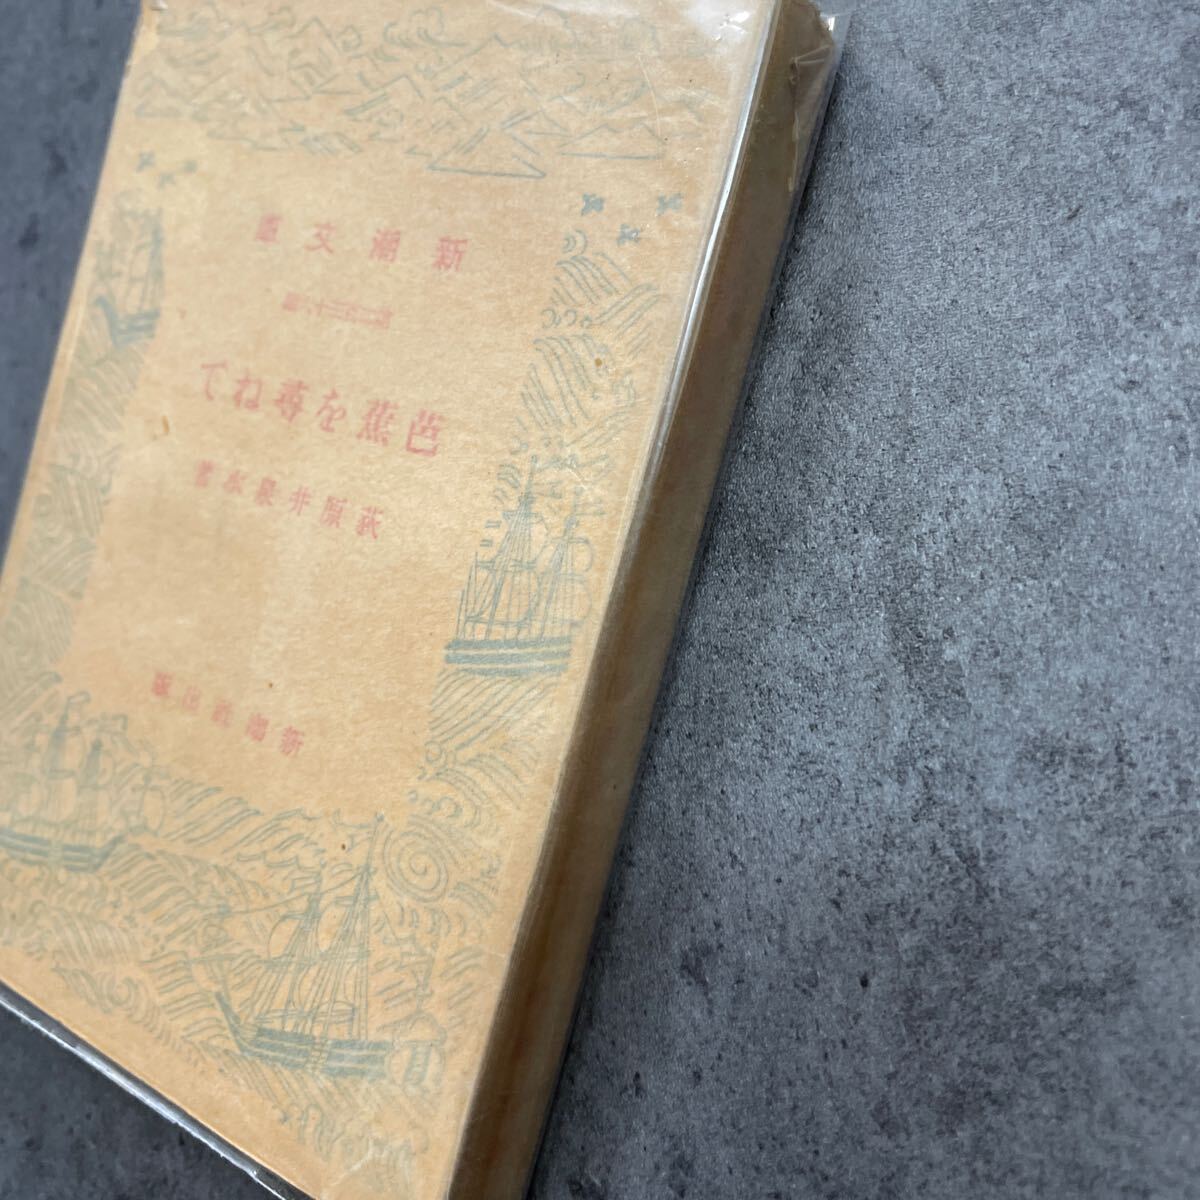 新潮文庫
芭蕉を尋ねて
荻原井泉水著
新潮社出版